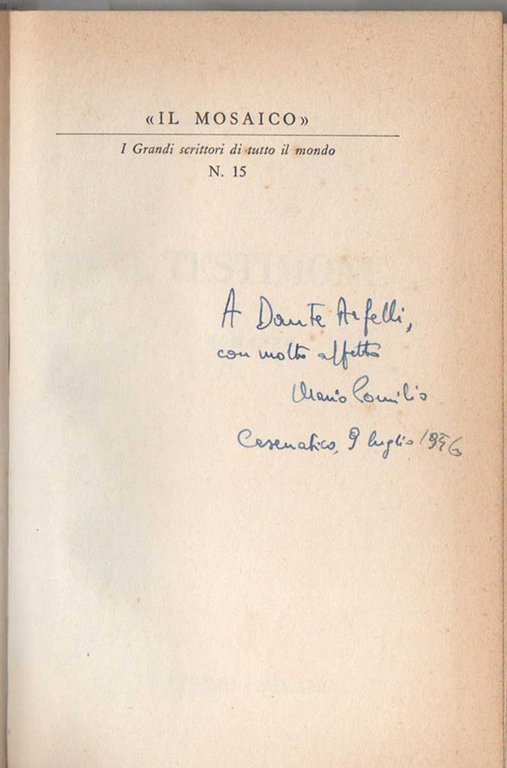 «IL MOSAICO»
I Grandi scrittori di tutto il mondo
N. 15
A Dante Arfelli,
con molto affetto
Mario Pomilio
Cesenatico, 9 luglio 1956